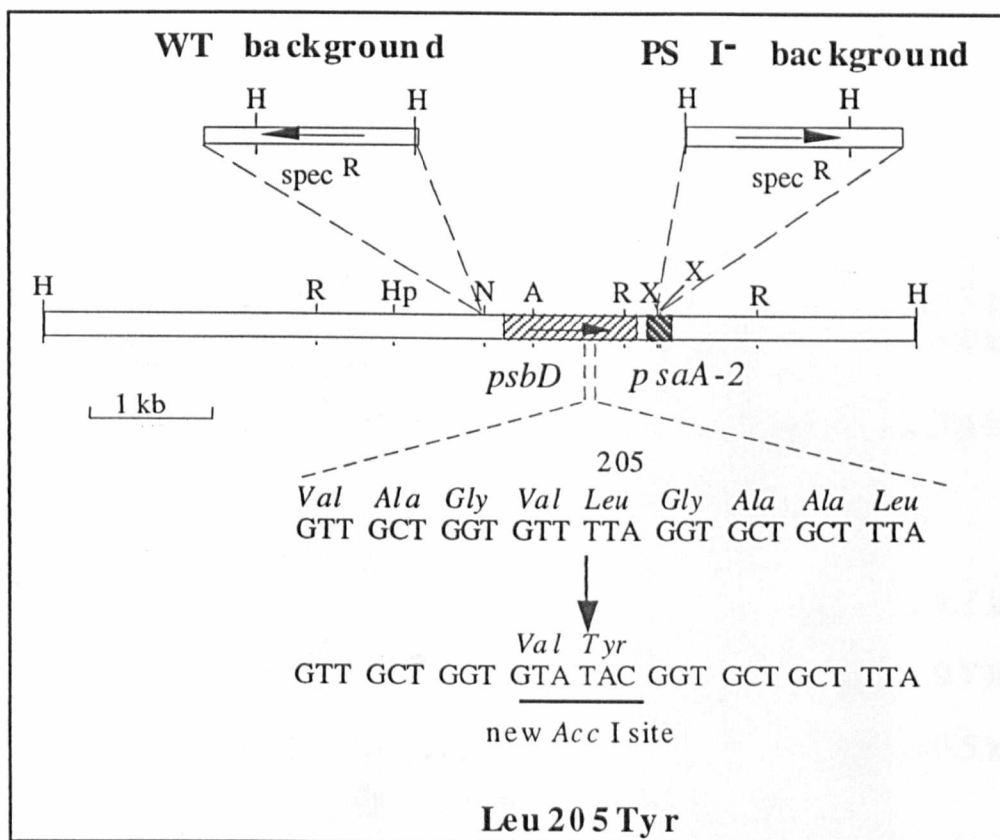 WT background PS I- background
H H H H
spec R spec R
H R Hp N A R X X R H
psbD psaA-2
1 kb
205
Val Ala Gly Val Leu Gly Ala Ala Leu
GTT GCT GGT GTT TTA GGT GCT GCT TTA
Val Tyr
GTT GCT GGT GTA TAC GGT GCT GCT TTA
new Acc I site
Leu205Tyr